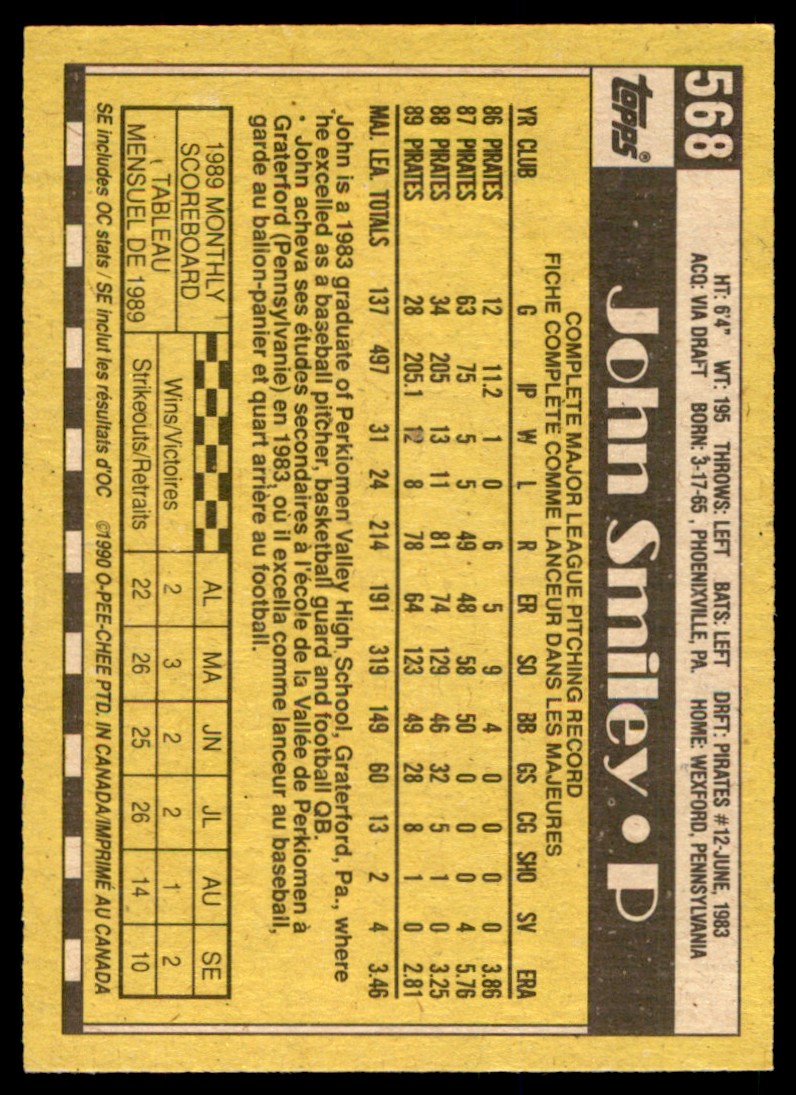 568
HT: 6'4" WT: 195 THROWS: LEFT BATS: LEFT DRFT: PIRATES #12-JUNE, 1983
ACQ: VIA DRAFT BORN: 3-17-65, PHOENIXVILLE, PA. HOME: WEXFORD, PENNSYLVANIA
topps®
John Smiley • P
COMPLETE MAJOR LEAGUE PITCHING RECORD
FICHE COMPLÈTE COMME LANCEUR DANS LES MAJEURES
YR CLUB G IP W L R ER SO BB GS CG SHO SV ERA
86 PIRATES 12 11.2 1 0 6 5 9 4 0 0 0 0 3.86
87 PIRATES 63 75 5 5 49 48 58 50 0 0 0 4 5.76
88 PIRATES 34 205 13 11 81 74 129 46 32 5 1 0 3.25
89 PIRATES 28 205.1 12 8 78 64 123 49 28 8 1 0 2.81
MAJ. LEA. TOTALS 137 497 31 24 214 191 319 149 60 13 2 4 3.46
John is a 1983 graduate of Perkiomen Valley High School, Graterford, Pa., where
he excelled as a baseball pitcher, basketball guard and football QB.
• John acheva ses études secondaires à l'école de la Vallée de Perkiomen à
Graterford (Pennsylvanie) en 1983, où il excella comme lanceur au baseball,
garde au ballon-panier et quart arrière au football.
1989 MONTHLY
SCOREBOARD
TABLEAU
MENSUEL DE 1989
AL MA JN JL AU SE
Wins/Victoires 2 3 2 2 1 2
Strikeouts/Retraits 22 26 25 26 14 10
SE includes OC stats / SE inclut les résultats d'OC ©1990 O-PEE-CHEE PTD. IN CANADA/IMPRIMÉ AU CANADA